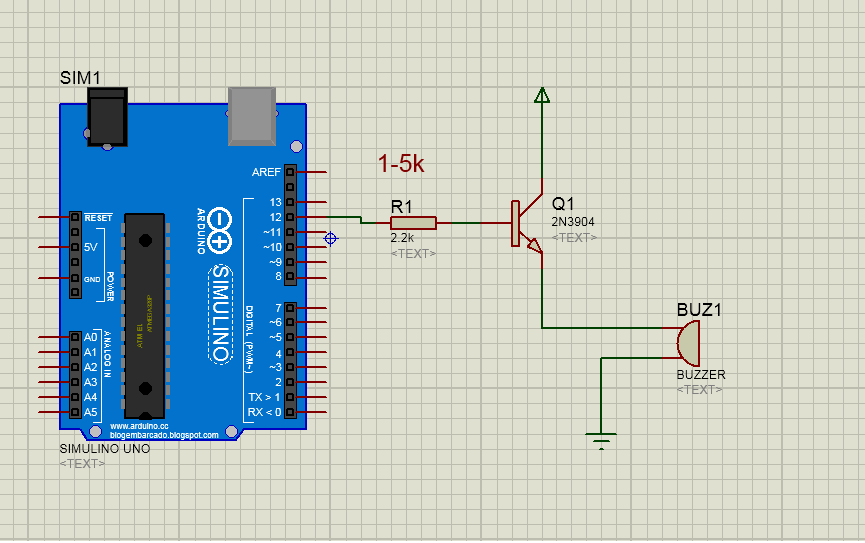 SIM1
AREF
13
12
~11
~10
~9
8
7
~6
~5
4
~3
2
TX > 1
RX < 0
RESET
5V
GND
POWER
A0
A1
A2
A3
A4
A5
ANALOG IN
ARDUINO
SIMULINO
DIGITAL (PWM~)
ATMEL
ATMEGA328P
www.arduino.cc
blogembarcado.blogspot.com
SIMULINO UNO
<TEXT>
1-5k
R1
2.2k
<TEXT>
Q1
2N3904
<TEXT>
BUZ1
BUZZER
<TEXT>